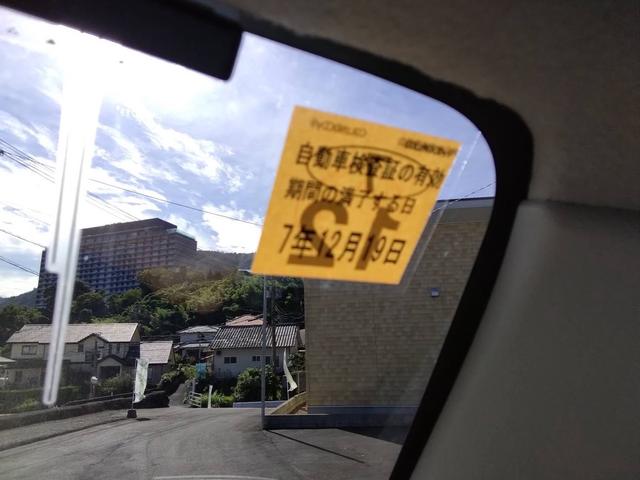 自動車検査証の有効
期間の満了する日
7年12月19日
12